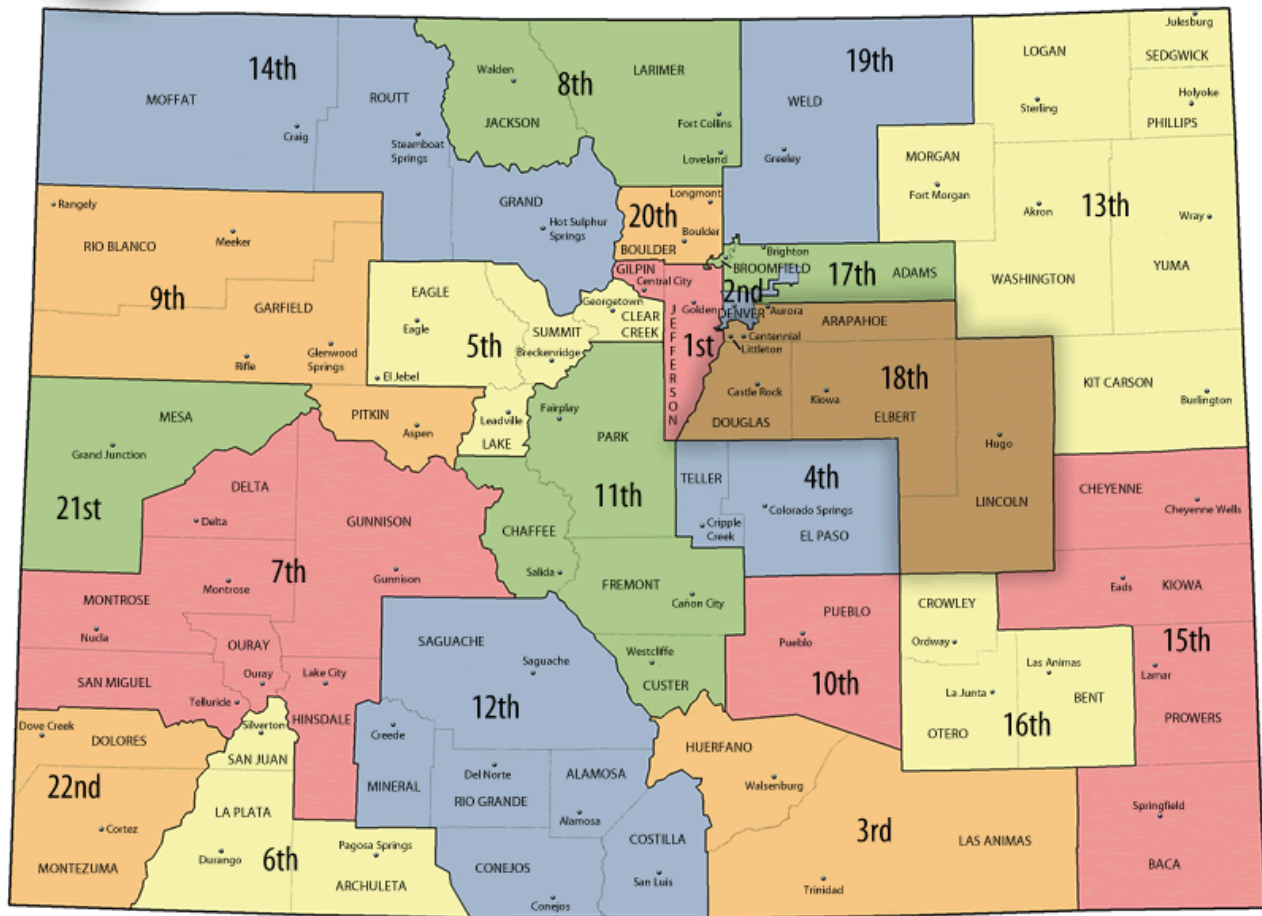 Julesburg
14th
8th
19th
LOGAN
SEDGWICK
Walden
LARIMER
MOFFAT
ROUTT
WELD
Holyoke
Sterling
JACKSON
Fort Collins
PHILLIPS
Craig
Steamboat
Springs
Loveland
Greeley
MORGAN
Fort Morgan
Rangely
GRAND
Longmont
20th
Akron
13th
Wray
Meeker
Hot Sulphur
Springs
Boulder
RIO BLANCO
BOULDER
Brighton
YUMA
GILPIN
BROOMFIELD
17th
ADAMS
WASHINGTON
9th
EAGLE
Central City
2nd
GARFIELD
Georgetown
Golden
DENVER
Aurora
Eagle
SUMMIT
CLEAR
CREEK
JEFFERSON
ARAPAHOE
5th
Breckenridge
1st
Centennial
Littleton
Rifle
Glenwood
Springs
El Jebel
18th
KIT CARSON
Castle Rock
Kiowa
Burlington
MESA
PITKIN
Leadville
Fairplay
DOUGLAS
ELBERT
Aspen
LAKE
PARK
Hugo
Grand Junction
TELLER
4th
DELTA
11th
CHEYENNE
21st
Delta
GUNNISON
Colorado Springs
LINCOLN
Cheyenne Wells
CHAFFEE
Cripple
Creek
EL PASO
7th
Gunnison
Salida
FREMONT
Eads
KIOWA
Montrose
MONTROSE
Cañon City
PUEBLO
CROWLEY
Nucla
OURAY
SAGUACHE
Pueblo
Ordway
15th
Saguache
Westcliffe
Las Animas
Lamar
SAN MIGUEL
Ouray
Lake City
CUSTER
10th
La Junta
BENT
Telluride
12th
HINSDALE
PROWERS
Dove Creek
Silverton
Creede
16th
DOLORES
OTERO
HUERFANO
SAN JUAN
Del Norte
ALAMOSA
22nd
MINERAL
RIO GRANDE
Walsenburg
LA PLATA
Alamosa
Springfield
Cortez
3rd
Pagosa Springs
COSTILLA
LAS ANIMAS
Durango
6th
MONTEZUMA
CONEJOS
BACA
ARCHULETA
San Luis
Trinidad
Conejos